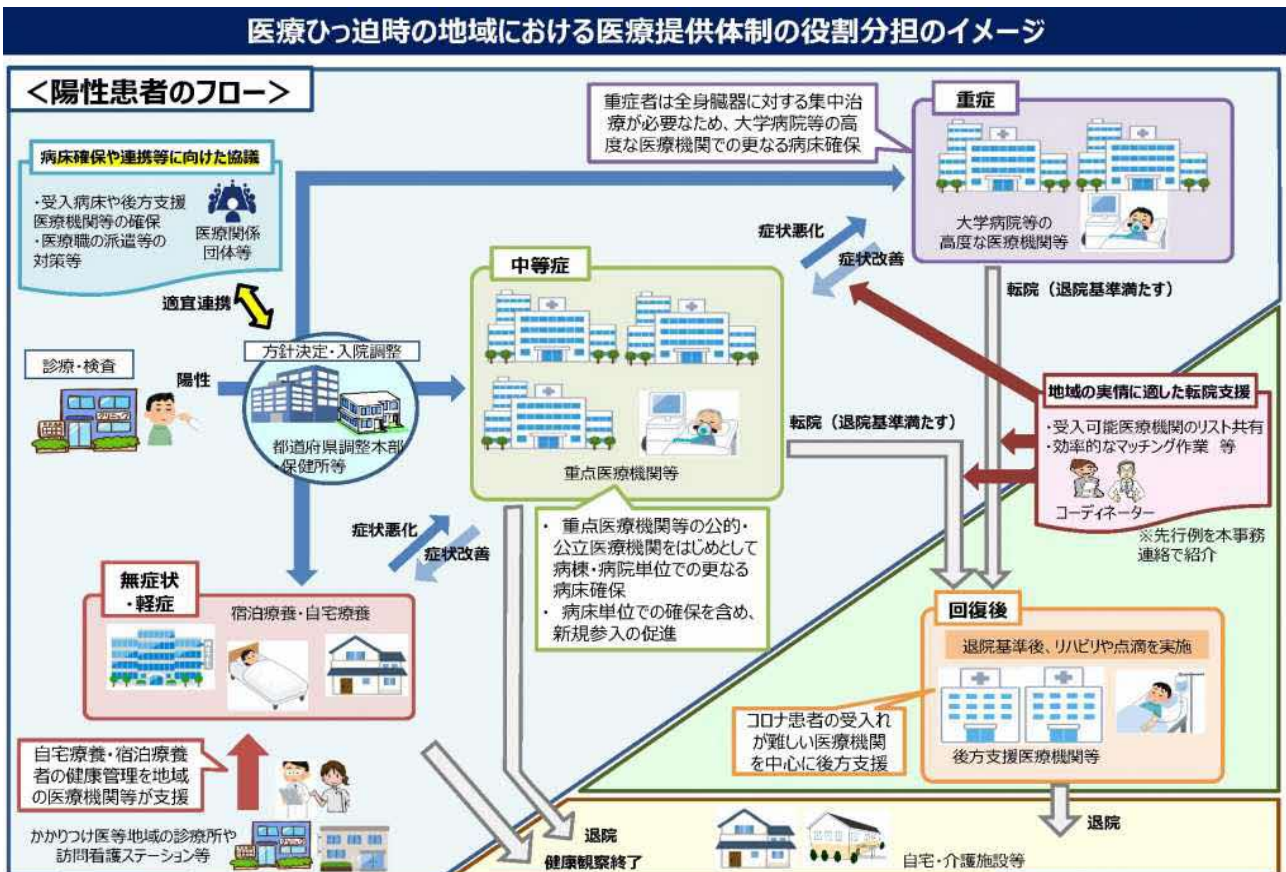 医療ひっ迫時の地域における医療提供体制の役割分担のイメージ
＜陽性患者のフロー＞
病床確保や連携等に向けた協議
・受入病床や後方支援
医療機関等の確保
・医療職の派遣等の
対策等
医療関係
団体等
適宜連携
診療・検査
クリニック
陽性
方針決定・入院調整
都道府県調整本部
・保健所等
重症者は全身臓器に対する集中治
療が必要なため、大学病院等の高
度な医療機関での更なる病床確保
重症
大学病院等の
高度な医療機関等
症状悪化
症状改善
中等症
重点医療機関等
・ 重点医療機関等の公的・
公立医療機関をはじめとして
病棟・病院単位での更なる
病床確保
・ 病床単位での確保を含め、
新規参入の促進
転院（退院基準満たす）
転院（退院基準満たす）
地域の実情に適した転院支援
・受入可能医療機関のリスト共有
・効率的なマッチング作業 等
コーディネーター
※先行例を本事務
連絡で紹介
症状悪化
症状改善
無症状
・軽症
宿泊療養・自宅療養
自宅療養・宿泊療養
者の健康管理を地域
の医療機関等が支援
かかりつけ医等地域の診療所や
訪問看護ステーション等
クリニック
回復後
退院基準後、リハビリや点滴を実施
後方支援医療機関等
コロナ患者の受入れ
が難しい医療機関
を中心に後方支援
退院
健康観察終了
退院
自宅・介護施設等